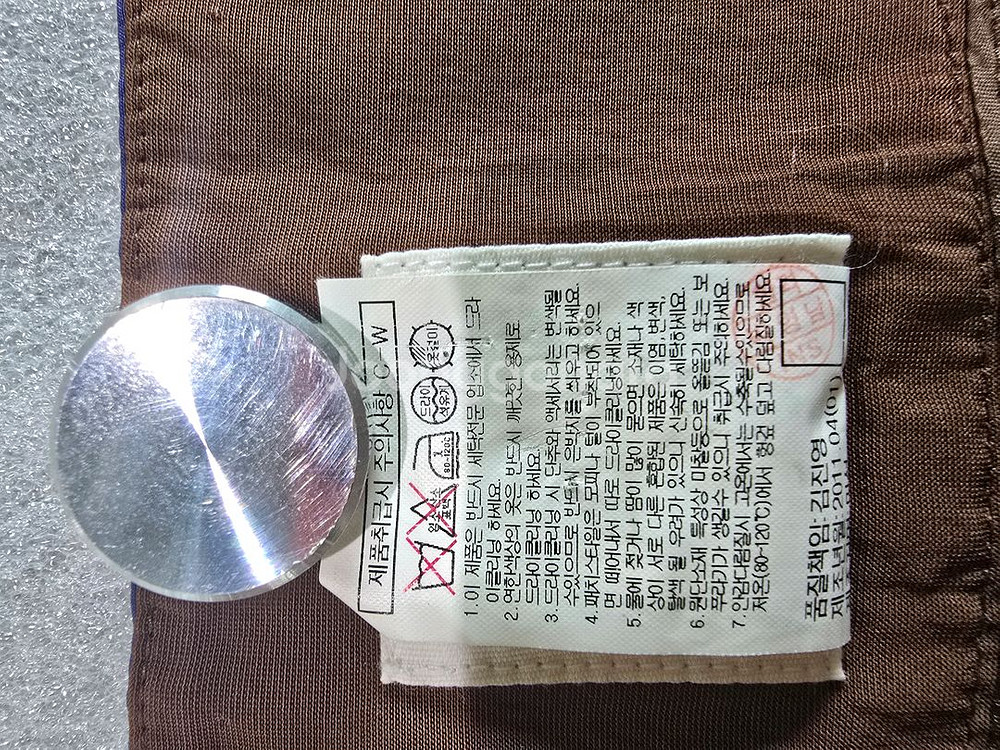 제품취급시 주의사항 C-W
염소
표백
80~120℃
드라이
석유계
옷걸이
1. 이 제품은 반드시 세탁전문 업소에서 드라
이클리닝 하세요.
2. 연한색상의 옷은 반드시 깨끗한 용제로
드라이클리닝 하세요.
3. 드라이클리닝 시 단추와 액세서리는 변색될
수있으므로 반드시 은박지를 씌우고 하세요.
4. 패치스타일은 모피나 털이 부착되어 있으
면 떼어내서 따로 드라이클리닝하세요.
5. 물에 젖거나 땀이 많이 묻으면 소재나 색
상이 서로 다른 혼합된 제품은 이염 변색,
탈색 될 우려가 있으니 신속히 세탁하세요.
6. 원단소재 특성상 마찰등으로 올뜯김 또는 보
푸라기가 생길수 있으니 취급시 주의하세요.
7. 안감다림질시 고온에서는 수축될수있으므로
저온(80-120℃)에서 헝겊 덮고 다림질하세요.
품질책임:김진영
제조년월:2011.04(01)